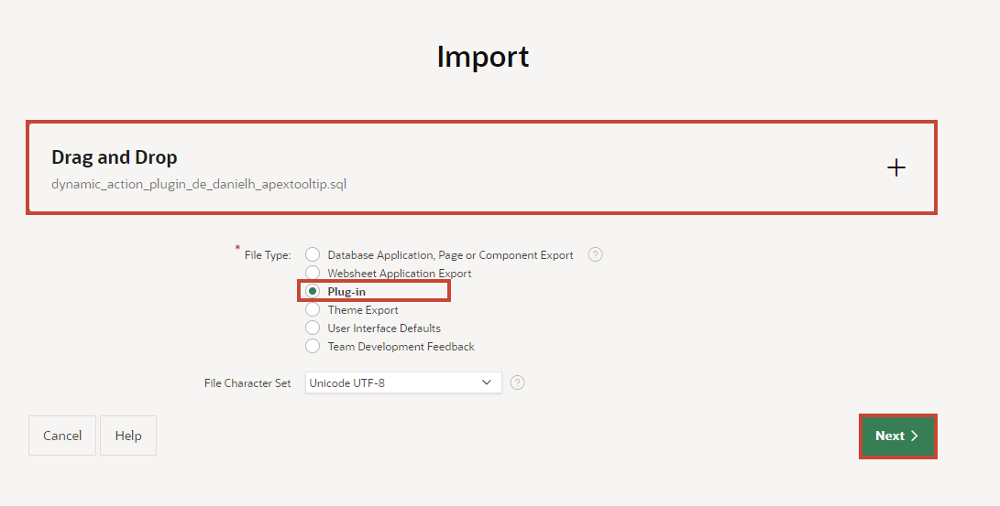 Import
Drag and Drop
dynamic_action_plugin_de_danielh_apextooltip.sql
* File Type:
Database Application, Page or Component Export ?
Websheet Application Export
Plug-in
Theme Export
User Interface Defaults
Team Development Feedback
File Character Set Unicode UTF-8 ?
Cancel Help Next